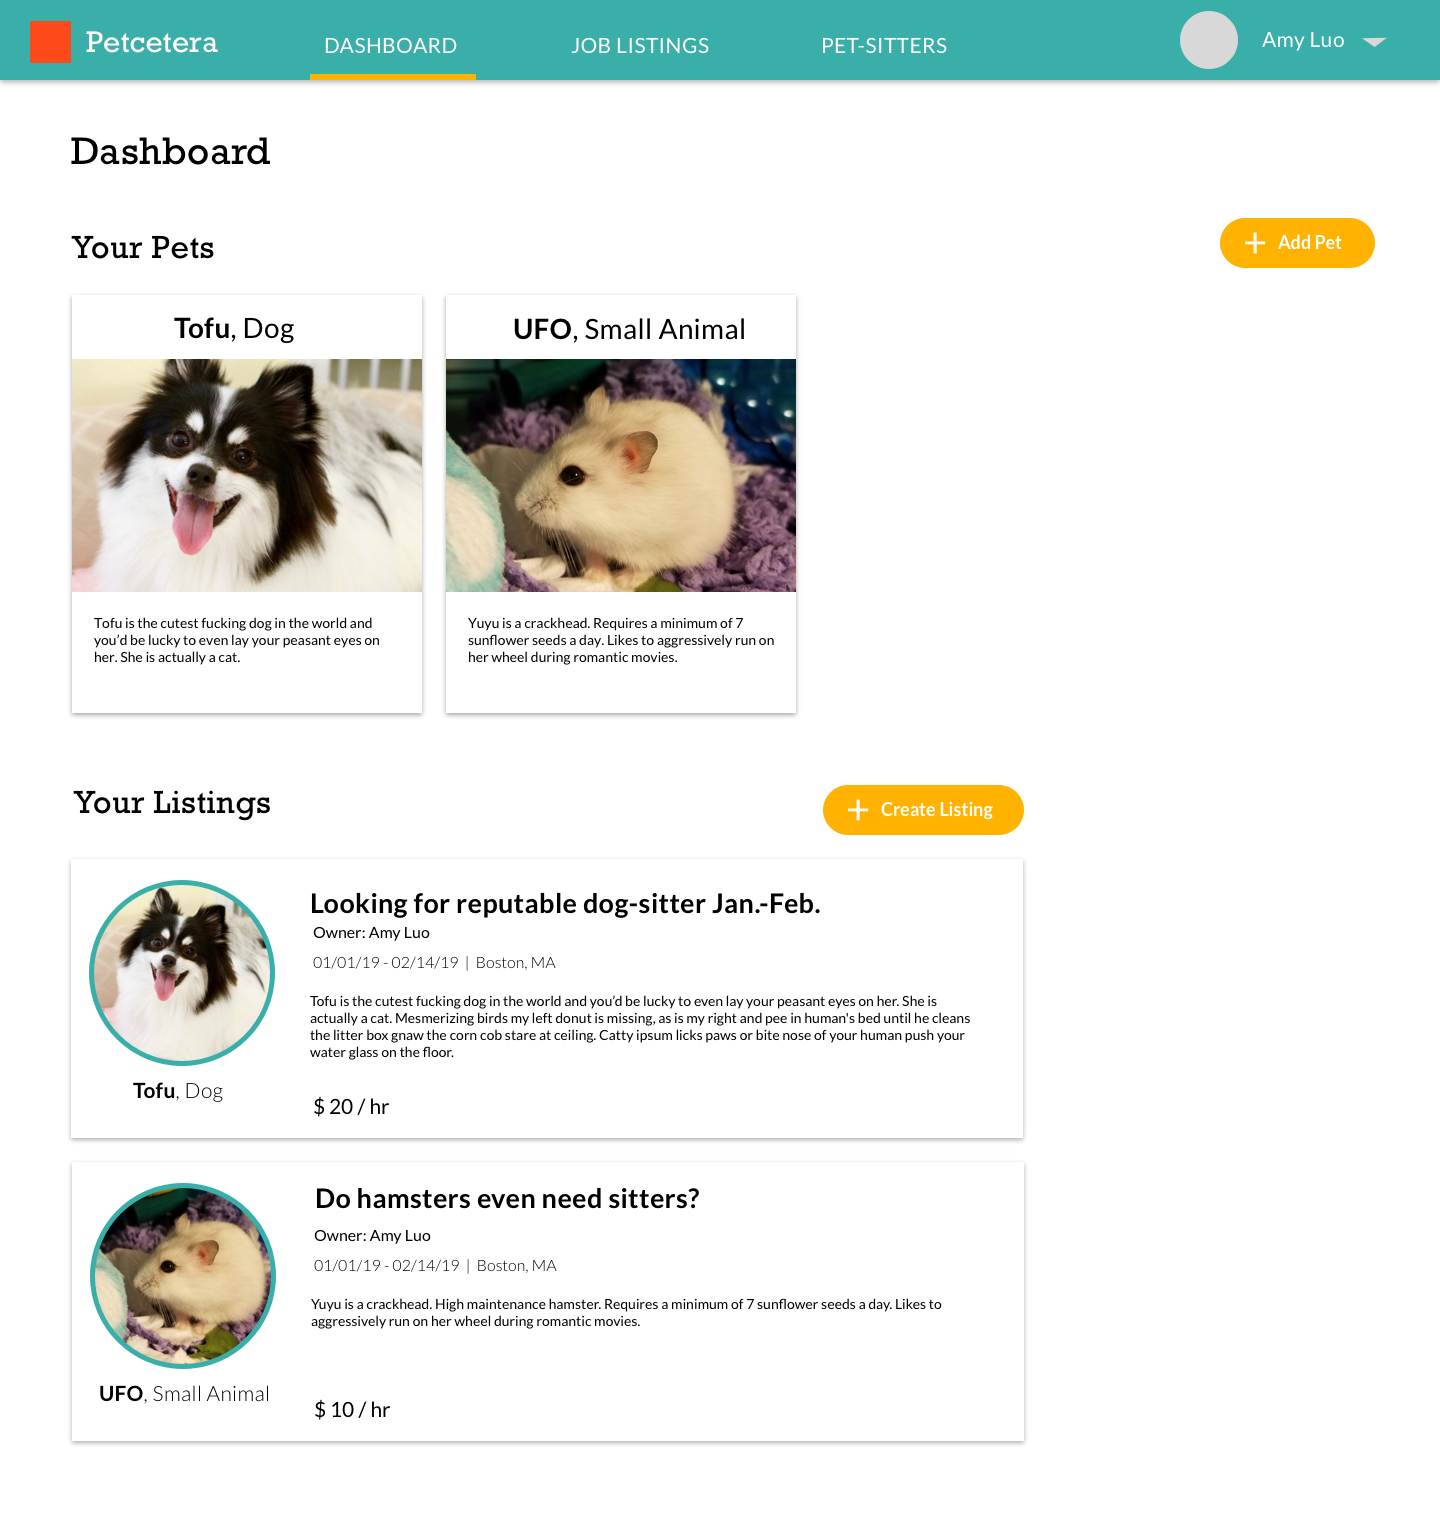 Petcetera
DASHBOARD
JOB LISTINGS
PET-SITTERS
Amy Luo
Dashboard
Your Pets
Add Pet
Tofu, Dog
Tofu is the cutest fucking dog in the world and
you’d be lucky to even lay your peasant eyes on
her. She is actually a cat.
UFO, Small Animal
Yuyu is a crackhead. Requires a minimum of 7
sunflower seeds a day. Likes to aggressively run on
her wheel during romantic movies.
Your Listings
Create Listing
Tofu, Dog
Looking for reputable dog-sitter Jan.-Feb.
Owner: Amy Luo
01/01/19 - 02/14/19 | Boston, MA
Tofu is the cutest fucking dog in the world and you’d be lucky to even lay your peasant eyes on her. She is
actually a cat. Mesmerizing birds my left donut is missing, as is my right and pee in human's bed until he cleans
the litter box gnaw the corn cob stare at ceiling. Catty ipsum licks paws or bite nose of your human push your
water glass on the floor.
$ 20 / hr
UFO, Small Animal
Do hamsters even need sitters?
Owner: Amy Luo
01/01/19 - 02/14/19 | Boston, MA
Yuyu is a crackhead. High maintenance hamster. Requires a minimum of 7 sunflower seeds a day. Likes to
aggressively run on her wheel during romantic movies.
$ 10 / hr